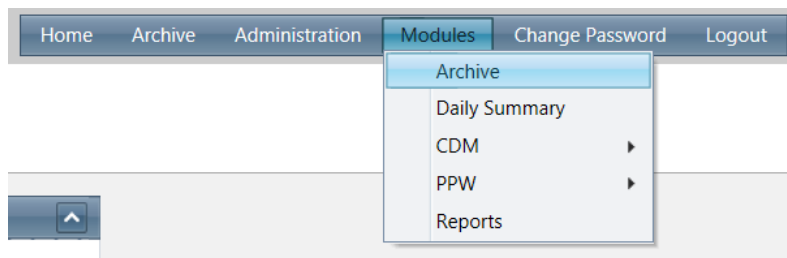 Home Archive Administration Modules Change Password Logout
Archive
Daily Summary
CDM
PPW
Reports